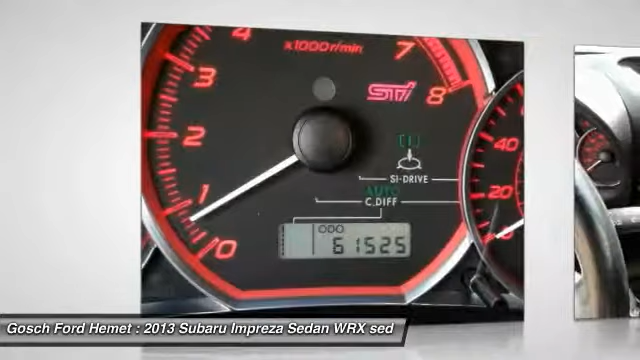 x1000r/min
4
7
3
STi
8
2
[I]
40
SI-DRIVE
1
AUTO
20
C.DIFF
0
ODO
61525
Gosch Ford Hemet : 2013 Subaru Impreza Sedan WRX sed